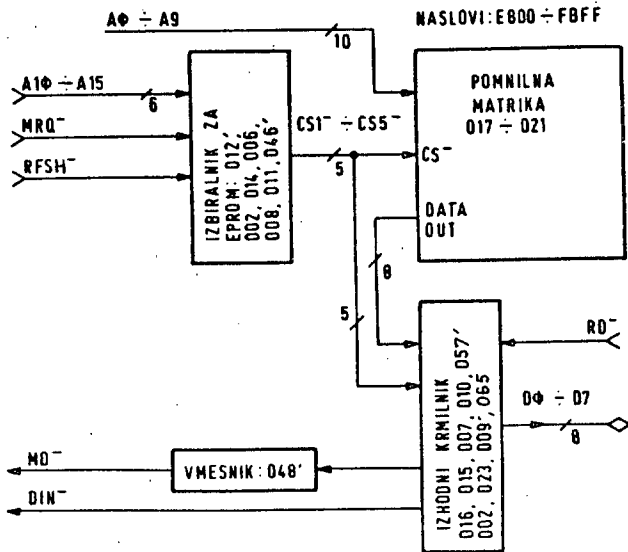 AΦ ÷ A9
10
NASLOVI: E800 ÷ FBFF
A1Φ ÷ A15
6
MRQ⁻
RFSH⁻
IZBIRALNIK ZA
EPROM: 012′,
002, 014, 006,
008, 011, 046′
CS1⁻ ÷ CS5⁻
5
POMNILNA
MATRIKA
017 ÷ 021
CS⁻
DATA
OUT
8
5
RD⁻
IZHODNI KRMILNIK
016, 015, 007, 010, 057′
002, 023, 009′, 065
DΦ ÷ D7
8
MD⁻
VMESNIK: 048′
DIN⁻